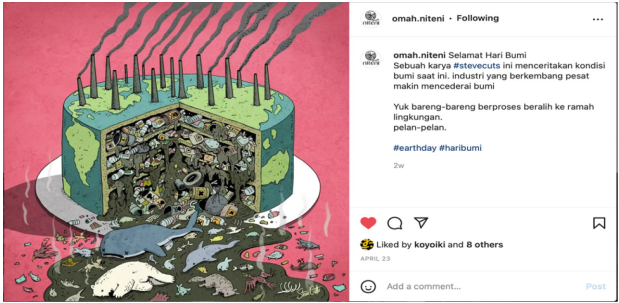 omah.niteni • Following
omah.niteni Selamat Hari Bumi
Sebuah karya #stevecuts ini menceritakan kondisi
bumi saat ini. industri yang berkembang pesat
makin mencederai bumi
Yuk bareng-bareng berproses beralih ke ramah
lingkungan.
pelan-pelan.
#earthday #haribumi
2w
Liked by koyoiki and 8 others
APRIL 23
Add a comment...
Post